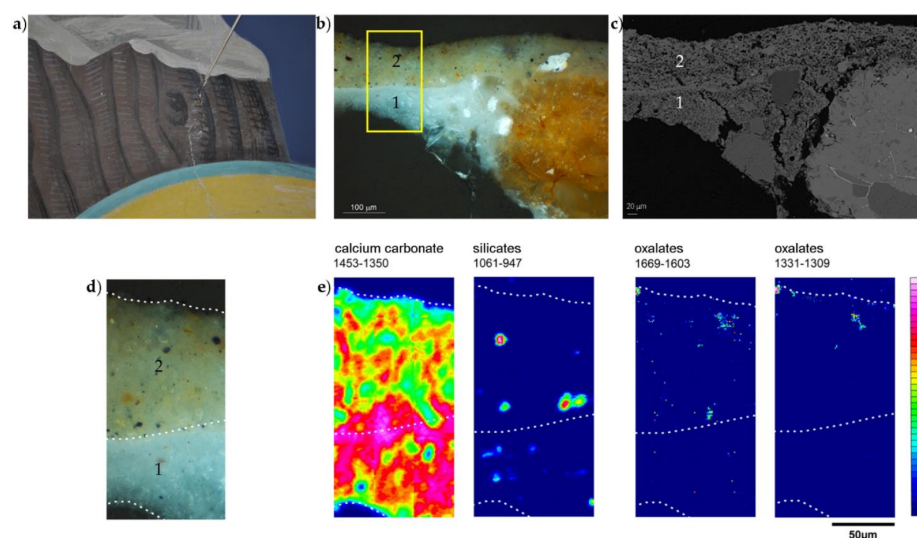 a)
b)
2
1
100 µm
c)
2
1
20 µm
calcium carbonate
1453-1350
silicates
1061-947
oxalates
1669-1603
oxalates
1331-1309
d)
2
1
e)
50µm